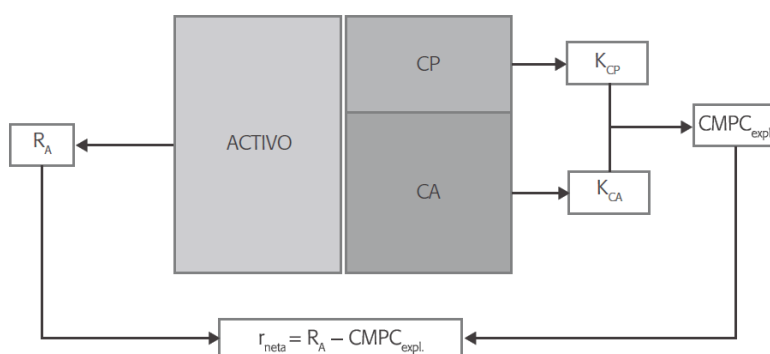 CP
K_CP
R_A
ACTIVO
CMPC_expl.
CA
K_CA
r_neta = R_A – CMPC_expl.